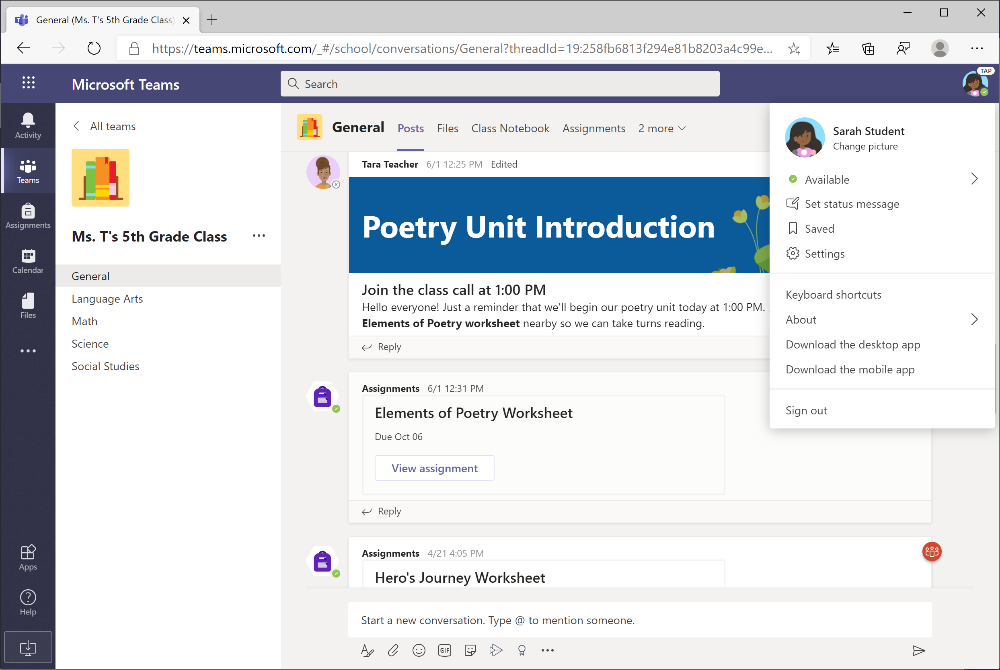 General (Ms. T's 5th Grade Class)
https://teams.microsoft.com/_#/school/conversations/General?threadId=19:258fb6813f294e81b8203a4c99e...
Microsoft Teams
Search
TAP
Activity
Teams
Assignments
Calendar
Files
Apps
Help
All teams
Ms. T's 5th Grade Class
General
Language Arts
Math
Science
Social Studies
General Posts Files Class Notebook Assignments 2 more
Tara Teacher 6/1 12:25 PM Edited
Poetry Unit Introduction
Join the class call at 1:00 PM
Hello everyone! Just a reminder that we'll begin our poetry unit today at 1:00 PM.
Elements of Poetry worksheet nearby so we can take turns reading.
Reply
Assignments 6/1 12:31 PM
Elements of Poetry Worksheet
Due Oct 06
View assignment
Reply
Assignments 4/21 4:05 PM
Hero's Journey Worksheet
Start a new conversation. Type @ to mention someone.
GIF
Sarah Student
Change picture
Available
Set status message
Saved
Settings
Keyboard shortcuts
About
Download the desktop app
Download the mobile app
Sign out